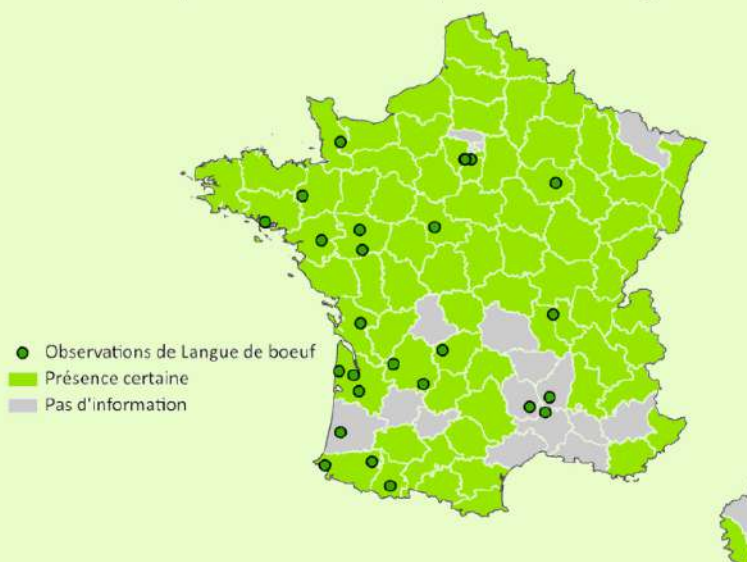 Observations de Langue de boeuf
Présence certaine
Pas d'information